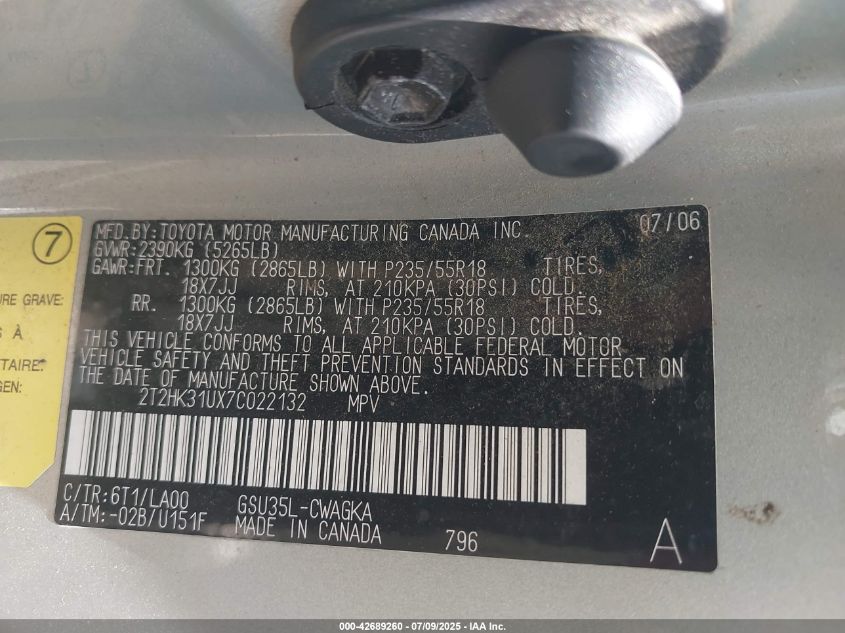 7
URE GRAVE:
S À
ITAIRE:
GEN:
MFD.BY:TOYOTA MOTOR MANUFACTURING CANADA INC. 07/06
GVWR:2390KG (5265LB)
GAWR:FRT. 1300KG (2865LB) WITH P235/55R18 TIRES,
18X7JJ RIMS, AT 210KPA (30PSI) COLD.
RR. 1300KG (2865LB) WITH P235/55R18 TIRES,
18X7JJ RIMS, AT 210KPA (30PSI) COLD.
THIS VEHICLE CONFORMS TO ALL APPLICABLE FEDERAL MOTOR
VEHICLE SAFETY AND THEFT PREVENTION STANDARDS IN EFFECT ON
THE DATE OF MANUFACTURE SHOWN ABOVE.
2T2HK31UX7C022132 MPV
C/TR:6T1/LA00 GSU35L-CWAGKA
A/TM:-02B/U151F MADE IN CANADA 796 A
000-42689260 - 07/09/2025 - IAA Inc.